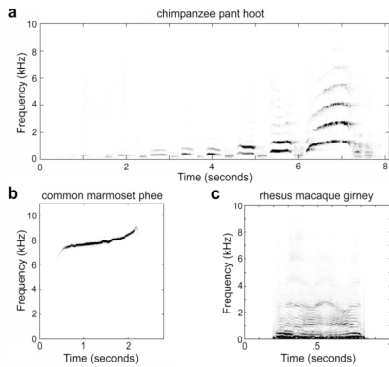 a
chimpanzee pant hoot
Frequency (kHz)
10
8
6
4
2
0
0
2
4
6
8
Time (seconds)
b
common marmoset phee
Frequency (kHz)
10
8
6
4
2
0
0
1
2
Time (seconds)
c
rhesus macaque girney
Frequency (kHz)
10
8
6
4
2
0
0
.5
1
Time (seconds)